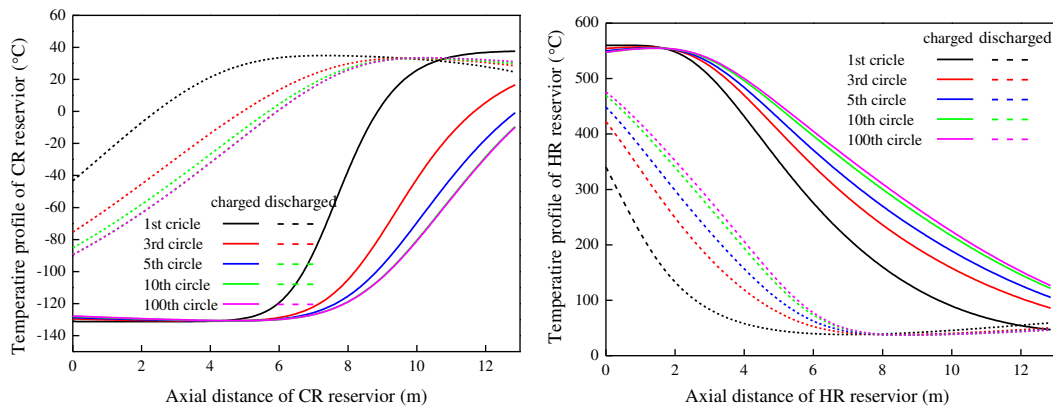 Temperatire profile of CR reservior (°C)
60
40
20
0
-20
-40
-60
-80
-100
-120
-140
charged discharged
1st cricle
3rd circle
5th circle
10th circle
100th circle
0 2 4 6 8 10 12
Axial distance of CR reservior (m)
Temperatire profile of HR reservior (°C)
600
500
400
300
200
100
0
charged discharged
1st circle
3rd circle
5th circle
10th circle
100th circle
0 2 4 6 8 10 12
Axial distance of HR reservior (m)